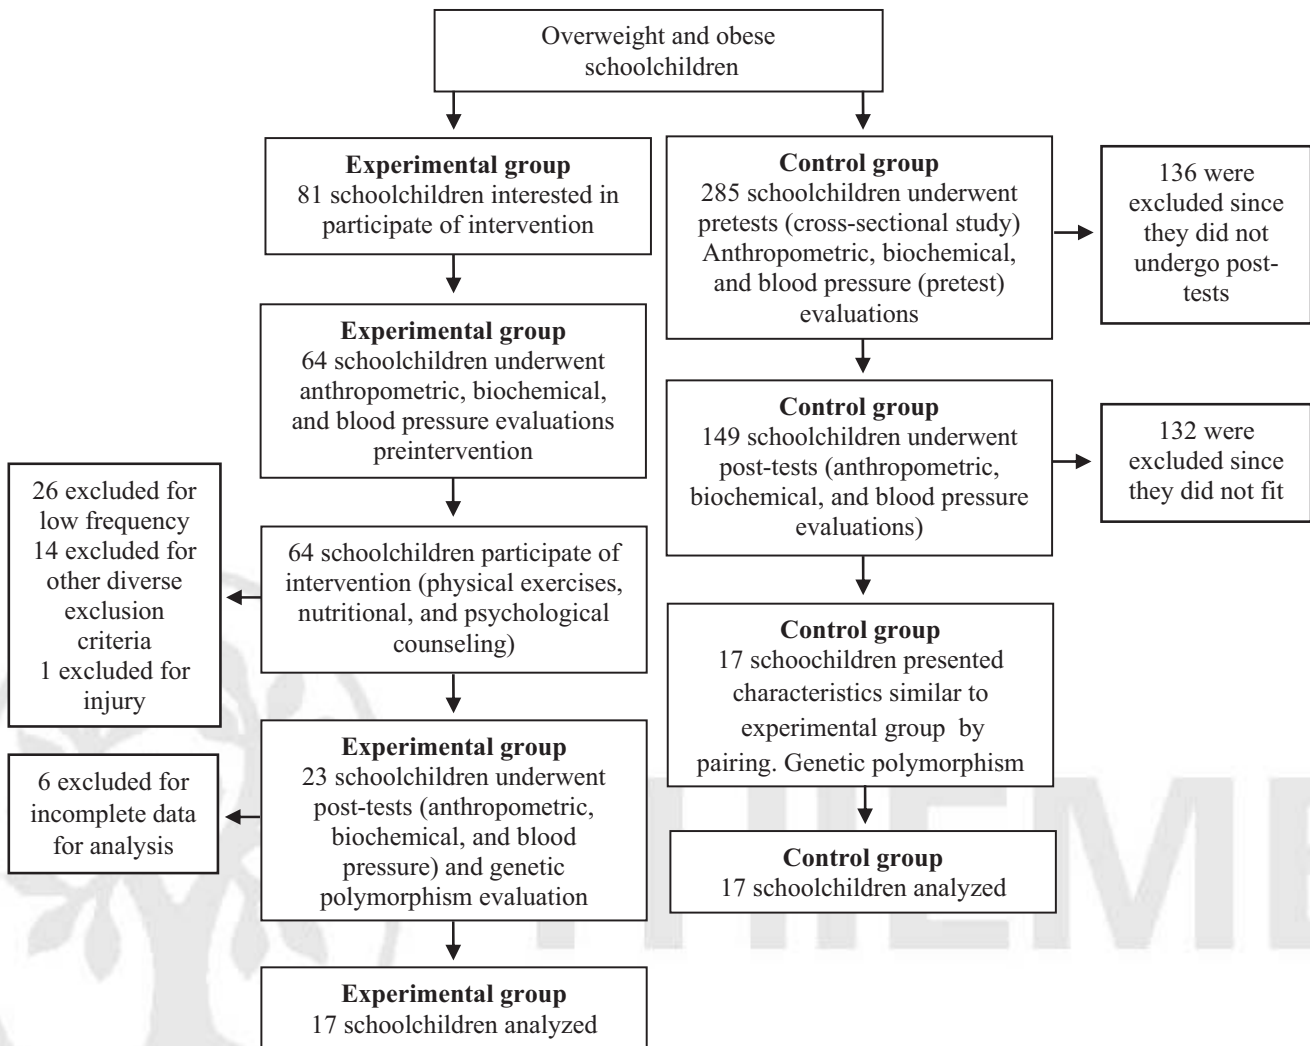 Overweight and obese
schoolchildren
Experimental group
81 schoolchildren interested in
participate of intervention
Experimental group
64 schoolchildren underwent
anthropometric, biochemical,
and blood pressure evaluations
preintervention
26 excluded for
low frequency
14 excluded for
other diverse
exclusion
criteria
1 excluded for
injury
64 schoolchildren participate of
intervention (physical exercises,
nutritional, and psychological
counseling)
6 excluded for
incomplete data
for analysis
Experimental group
23 schoolchildren underwent
post-tests (anthropometric,
biochemical, and blood
pressure) and genetic
polymorphism evaluation
Experimental group
17 schoolchildren analyzed
Control group
285 schoolchildren underwent
pretests (cross-sectional study)
Anthropometric, biochemical,
and blood pressure (pretest)
evaluations
136 were
excluded since
they did not
undergo post-
tests
Control group
149 schoolchildren underwent
post-tests (anthropometric,
biochemical, and blood pressure
evaluations)
132 were
excluded since
they did not fit
Control group
17 schoochildren presented
characteristics similar to
experimental group by
pairing. Genetic polymorphism
Control group
17 schoolchildren analyzed
THIEME